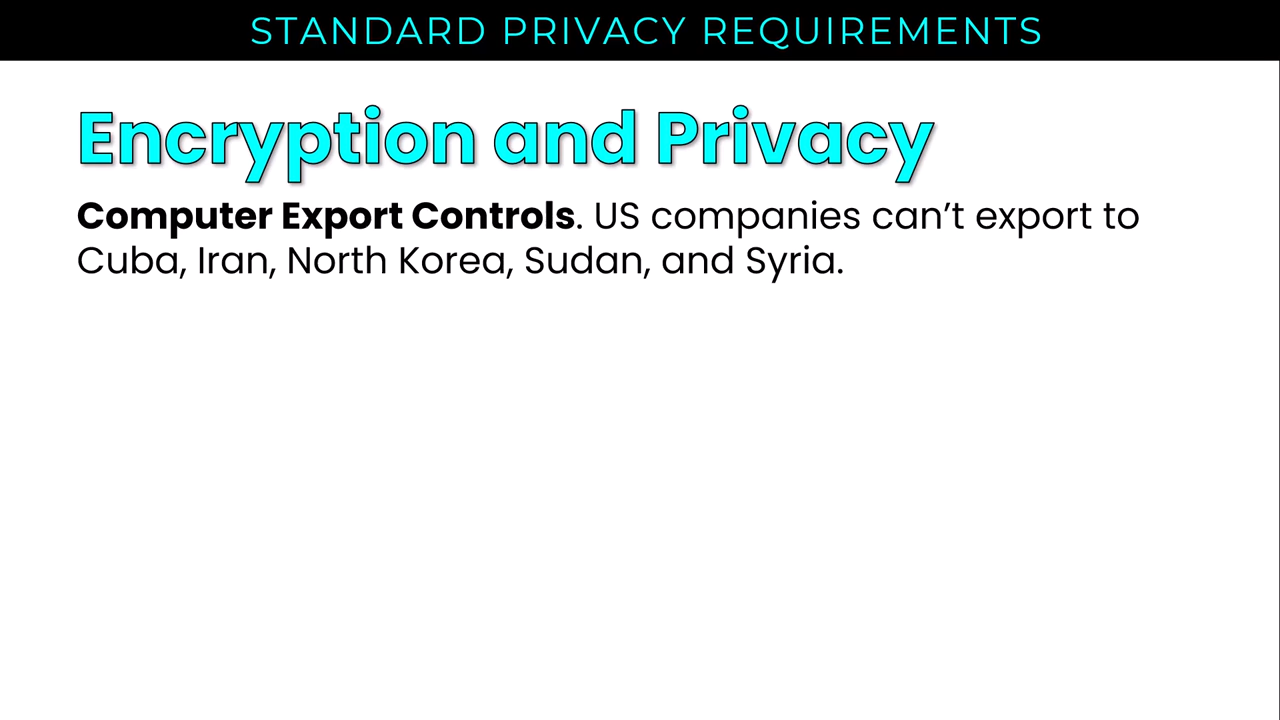 STANDARD PRIVACY REQUIREMENTS
Encryption and Privacy
Computer Export Controls. US companies can’t export to
Cuba, Iran, North Korea, Sudan, and Syria.